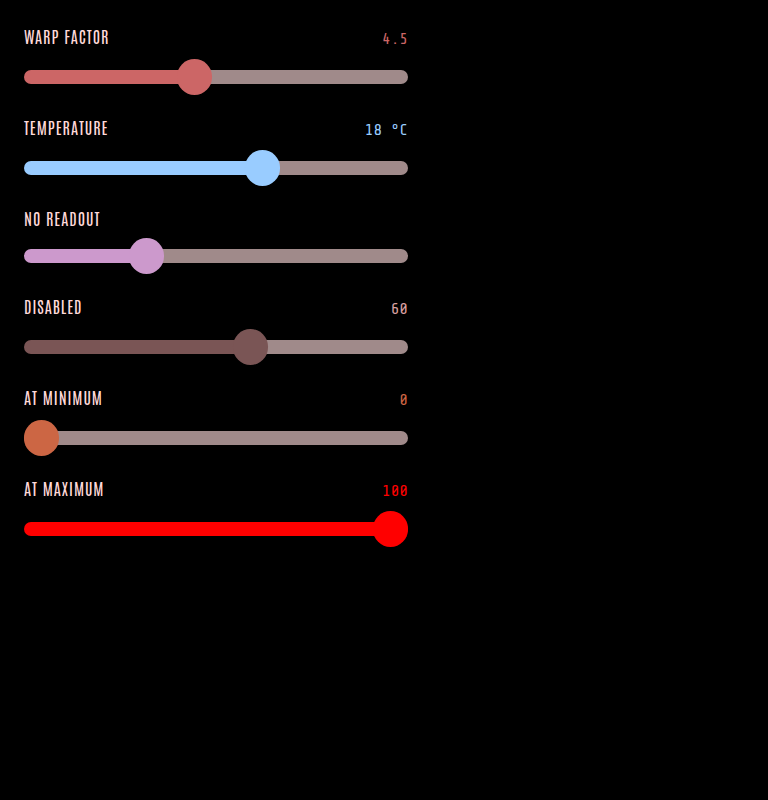 WARP FACTOR 4.5
TEMPERATURE 18 °C
NO READOUT
DISABLED 60
AT MINIMUM 0
AT MAXIMUM 100